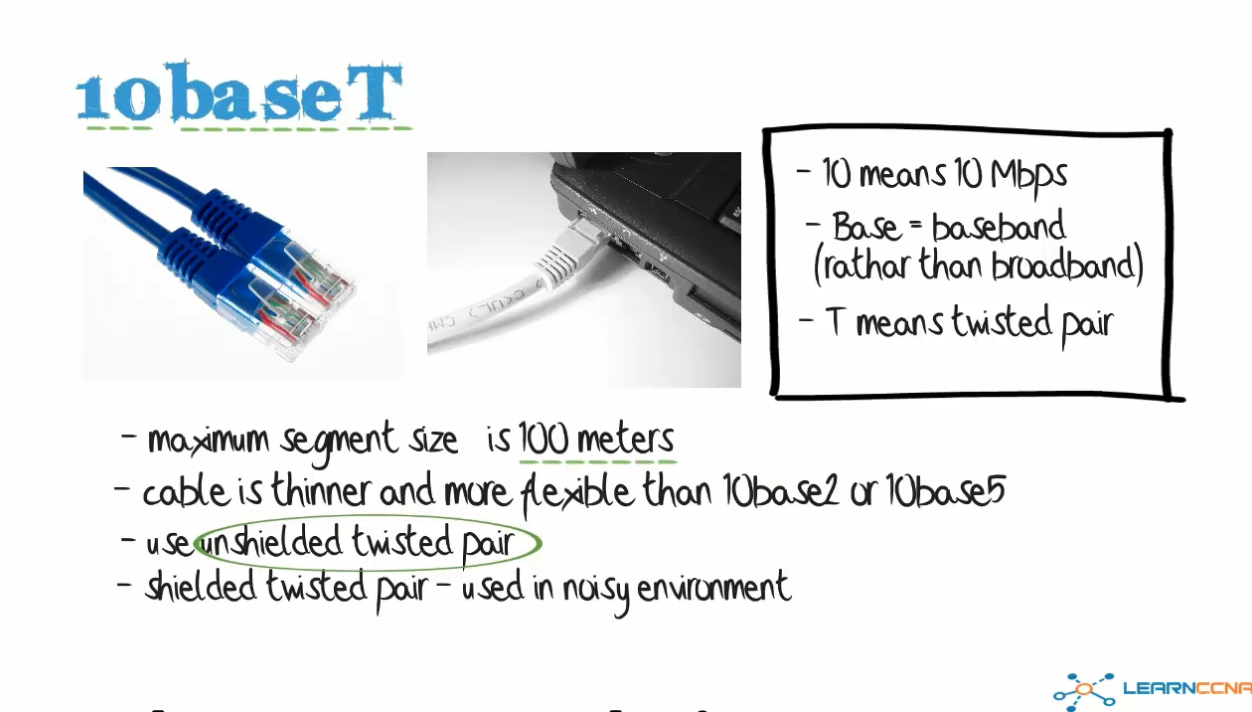 10baseT
- 10 means 10 Mbps
- Base = baseband
(rathar than broadband)
- T means twisted pair
- maximum segment size is 100 meters
- cable is thinner and more flexible than 10base2 or 10base5
- use unshielded twisted pair
- shielded twisted pair - used in noisy environment
LEARNCCNA